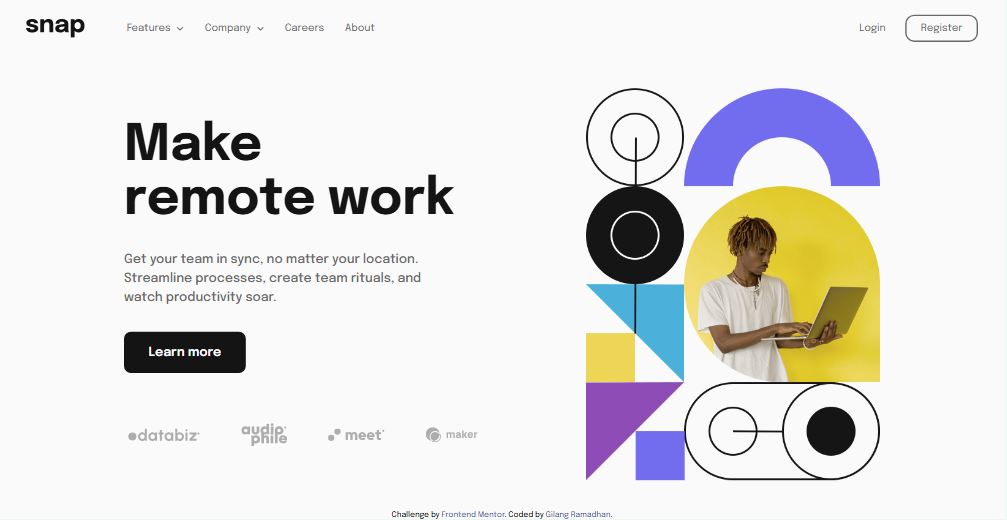 snap Features Company Careers About Login Register
Make
remote work
Get your team in sync, no matter your location.
Streamline processes, create team rituals, and
watch productivity soar.
Learn more
databiz audiophile meet maker
Challenge by Frontend Mentor. Coded by Gilang Ramadhan.